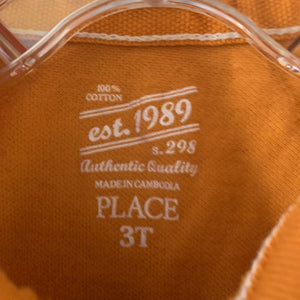 100%
COTTON
est. 1989
s. 298
Authentic Quality
MADE IN CAMBODIA
PLACE
3T